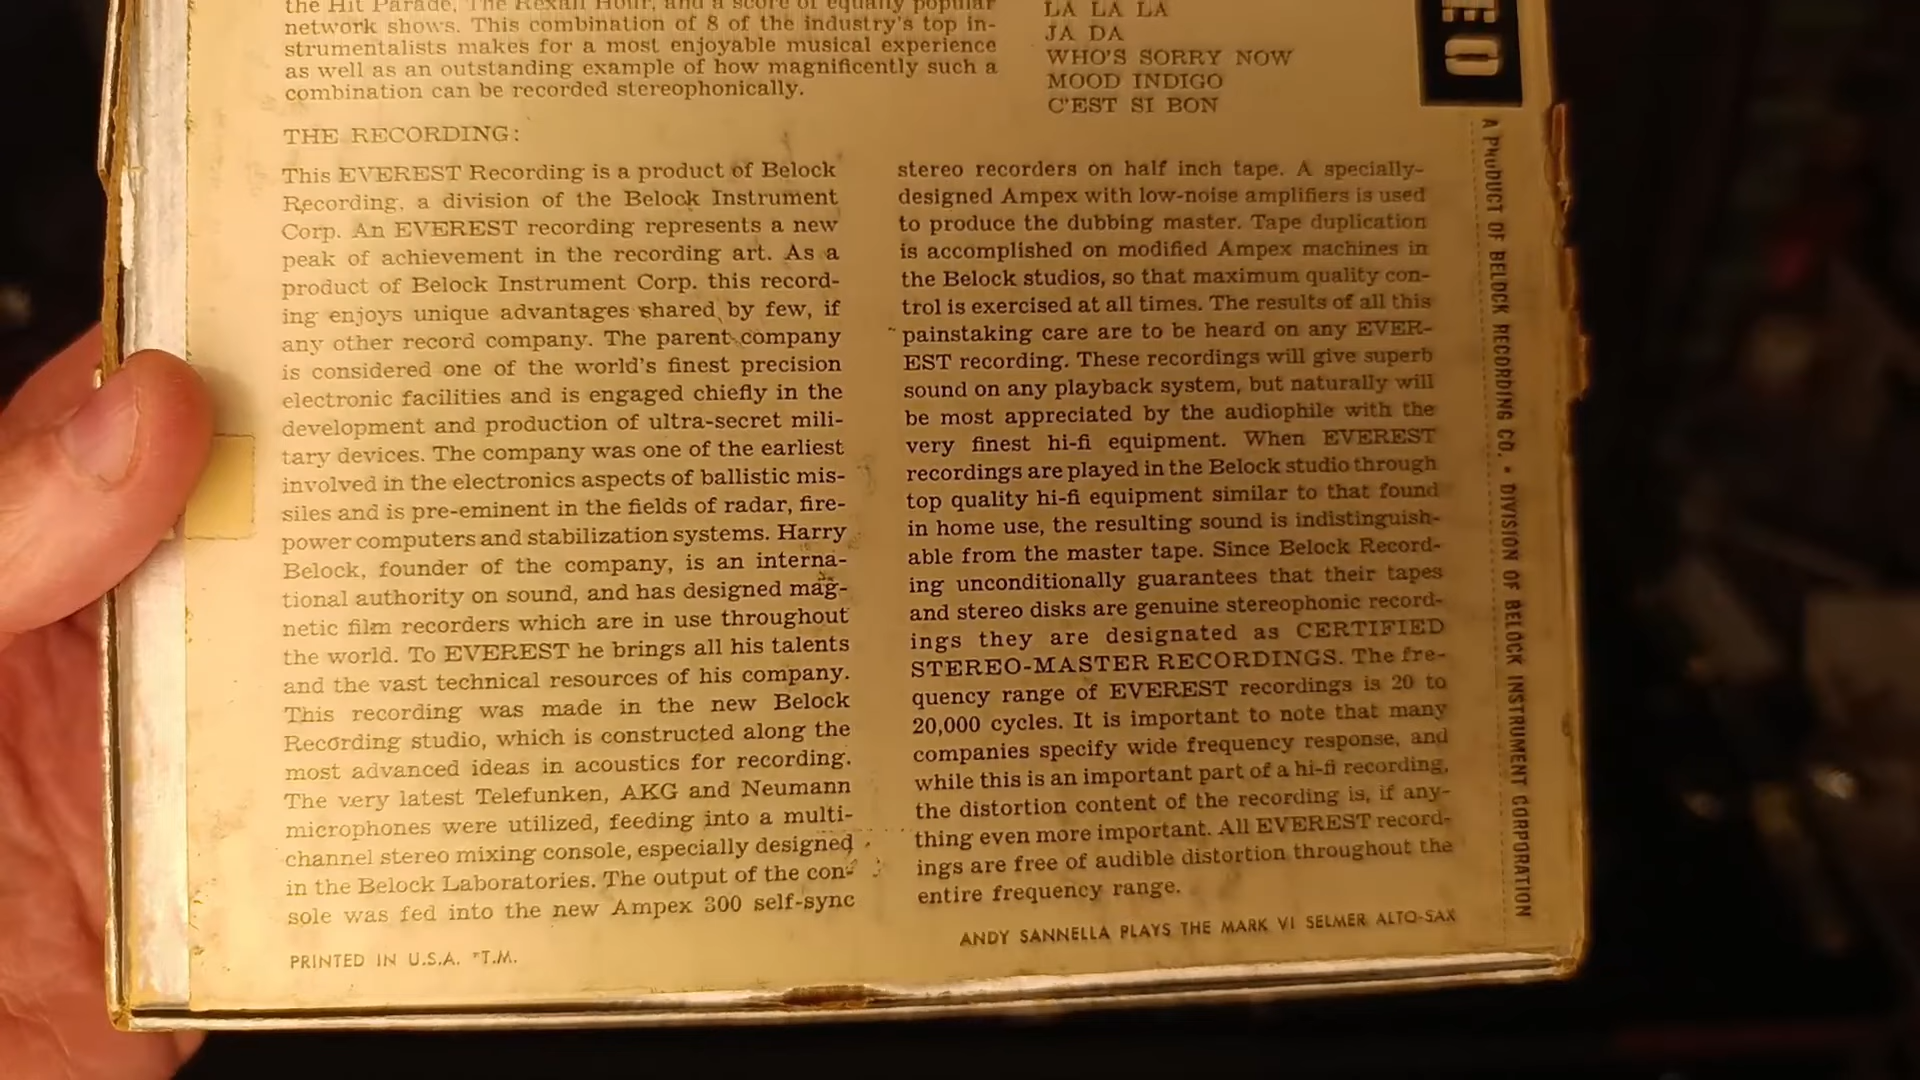 the Hit Parade, The Rexall Hour, and a score of equally popular
network shows. This combination of 8 of the industry's top in-
strumentalists makes for a most enjoyable musical experience
as well as an outstanding example of how magnificently such a
combination can be recorded stereophonically.
LA LA LA
JA DA
WHO'S SORRY NOW
MOOD INDIGO
C'EST SI BON
EO
THE RECORDING:
This EVEREST Recording is a product of Belock
Recording, a division of the Belock Instrument
Corp. An EVEREST recording represents a new
peak of achievement in the recording art. As a
product of Belock Instrument Corp. this record-
ing enjoys unique advantages shared by few, if
any other record company. The parent company
is considered one of the world's finest precision
electronic facilities and is engaged chiefly in the
development and production of ultra-secret mili-
tary devices. The company was one of the earliest
involved in the electronics aspects of ballistic mis-
siles and is pre-eminent in the fields of radar, fire-
power computers and stabilization systems. Harry
Belock, founder of the company, is an interna-
tional authority on sound, and has designed mag-
netic film recorders which are in use throughout
the world. To EVEREST he brings all his talents
and the vast technical resources of his company.
This recording was made in the new Belock
Recording studio, which is constructed along the
most advanced ideas in acoustics for recording.
The very latest Telefunken, AKG and Neumann
microphones were utilized, feeding into a multi-
channel stereo mixing console, especially designed
in the Belock Laboratories. The output of the con-
sole was fed into the new Ampex 300 self-sync
stereo recorders on half inch tape. A specially-
designed Ampex with low-noise amplifiers is used
to produce the dubbing master. Tape duplication
is accomplished on modified Ampex machines in
the Belock studios, so that maximum quality con-
trol is exercised at all times. The results of all this
painstaking care are to be heard on any EVER-
EST recording. These recordings will give superb
sound on any playback system, but naturally will
be most appreciated by the audiophile with the
very finest hi-fi equipment. When EVEREST
recordings are played in the Belock studio through
top quality hi-fi equipment similar to that found
in home use, the resulting sound is indistinguish-
able from the master tape. Since Belock Record-
ing unconditionally guarantees that their tapes
and stereo disks are genuine stereophonic record-
ings they are designated as CERTIFIED
STEREO-MASTER RECORDINGS. The fre-
quency range of EVEREST recordings is 20 to
20,000 cycles. It is important to note that many
companies specify wide frequency response, and
while this is an important part of a hi-fi recording,
the distortion content of the recording is, if any-
thing even more important. All EVEREST record-
ings are free of audible distortion throughout the
entire frequency range.
A PRODUCT OF BELOCK RECORDING CO. • DIVISION OF BELOCK INSTRUMENT CORPORATION
ANDY SANNELLA PLAYS THE MARK VI SELMER ALTO-SAX
PRINTED IN U.S.A. *T.M.